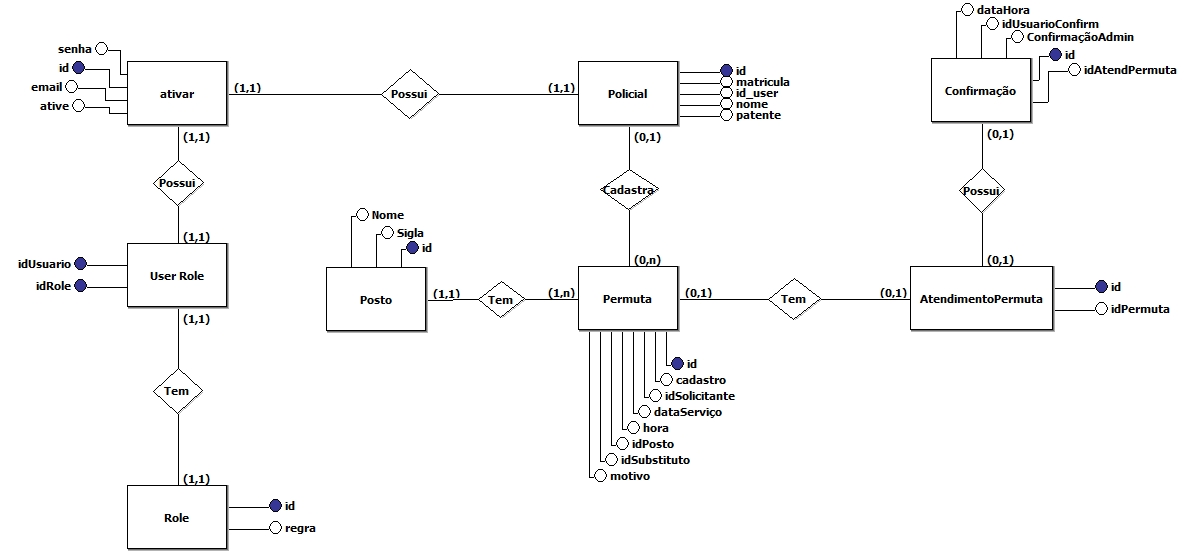 dataHora
idUsuarioConfirm
ConfirmaçãoAdmin
id
idAtendPermuta
Confirmação
senha
id
email
ative
ativar
(1,1)
Possui
(1,1)
Policial
id
matricula
id_user
nome
patente
(1,1)
(0,1)
(0,1)
Possui
Cadastra
Possui
(1,1)
(0,n)
(0,1)
Nome
Sigla
id
idUsuario
idRole
User Role
Posto
(1,1)
Tem
(1,n)
Permuta
(0,1)
Tem
(0,1)
AtendimentoPermuta
id
idPermuta
(1,1)
id
cadastro
idSolicitante
dataServiço
hora
idPosto
idSubstituto
motivo
Tem
(1,1)
Role
id
regra